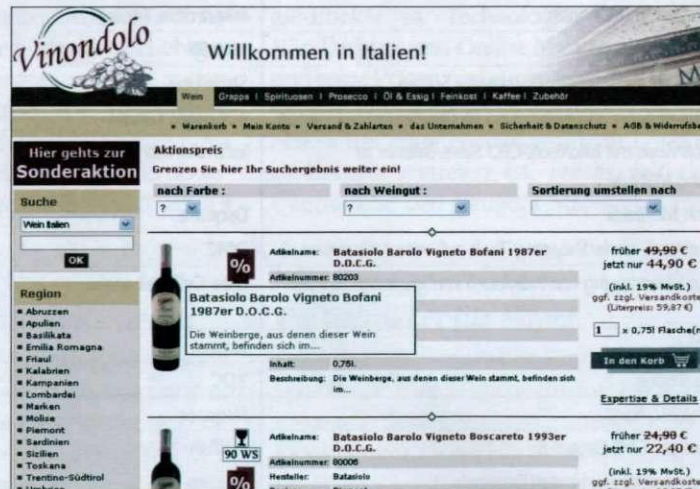 Vinondolo
Willkommen in Italien!
Wein Grappa | Spirituosen | Prosecco | Öl & Essig | Feinkost | Kaffee | Zubehör
Warenkorb Mein Konto Versand & Zahlarten das Unternehmen Sicherheit & Datenschutz AGB & Widerrufsbe
Hier gehts zur
Sonderaktion
Suche
Wein Italien
OK
Region
Abruzzen
Apulien
Basilikata
Emilia Romagna
Friaul
Kalabrien
Kampanien
Lombardei
Marken
Molise
Piemont
Sardinien
Sizilien
Toskana
Trentino-Südtirol
Umbrien
Aktionspreis
Grenzen Sie hier Ihr Suchergebnis weiter ein!
nach Farbe : nach Weingut : Sortierung umstellen nach
? ?
%
Artikelname: Batasiolo Barolo Vigneto Bofani 1987er
D.O.C.G.
Artikelnummer: 80203
Batasiolo Barolo Vigneto Bofani
1987er D.O.C.G.
Die Weinberge, aus denen dieser Wein
stammt, befinden sich im...
Inhalt: 0,75l.
Beschreibung: Die Weinberge, aus denen dieser Wein stammt, befinden sich
im...
früher 49,90 €
jetzt nur 44,90 €
(inkl. 19% MvSt.)
ggf. zzgl. Versandkoste
(Literpreis: 59,87 €)
1 x 0,75l Flasche(n
In den Korb
Expertise & Details
90 WS
%
Artikelname: Batasiolo Barolo Vigneto Boscareto 1993er
D.O.C.G.
Artikelnummer: 80006
Hersteller: Batasiolo
früher 24,90 €
jetzt nur 22,40 €
(inkl. 19% MvSt.)
ggf. zzgl. Versandkoste